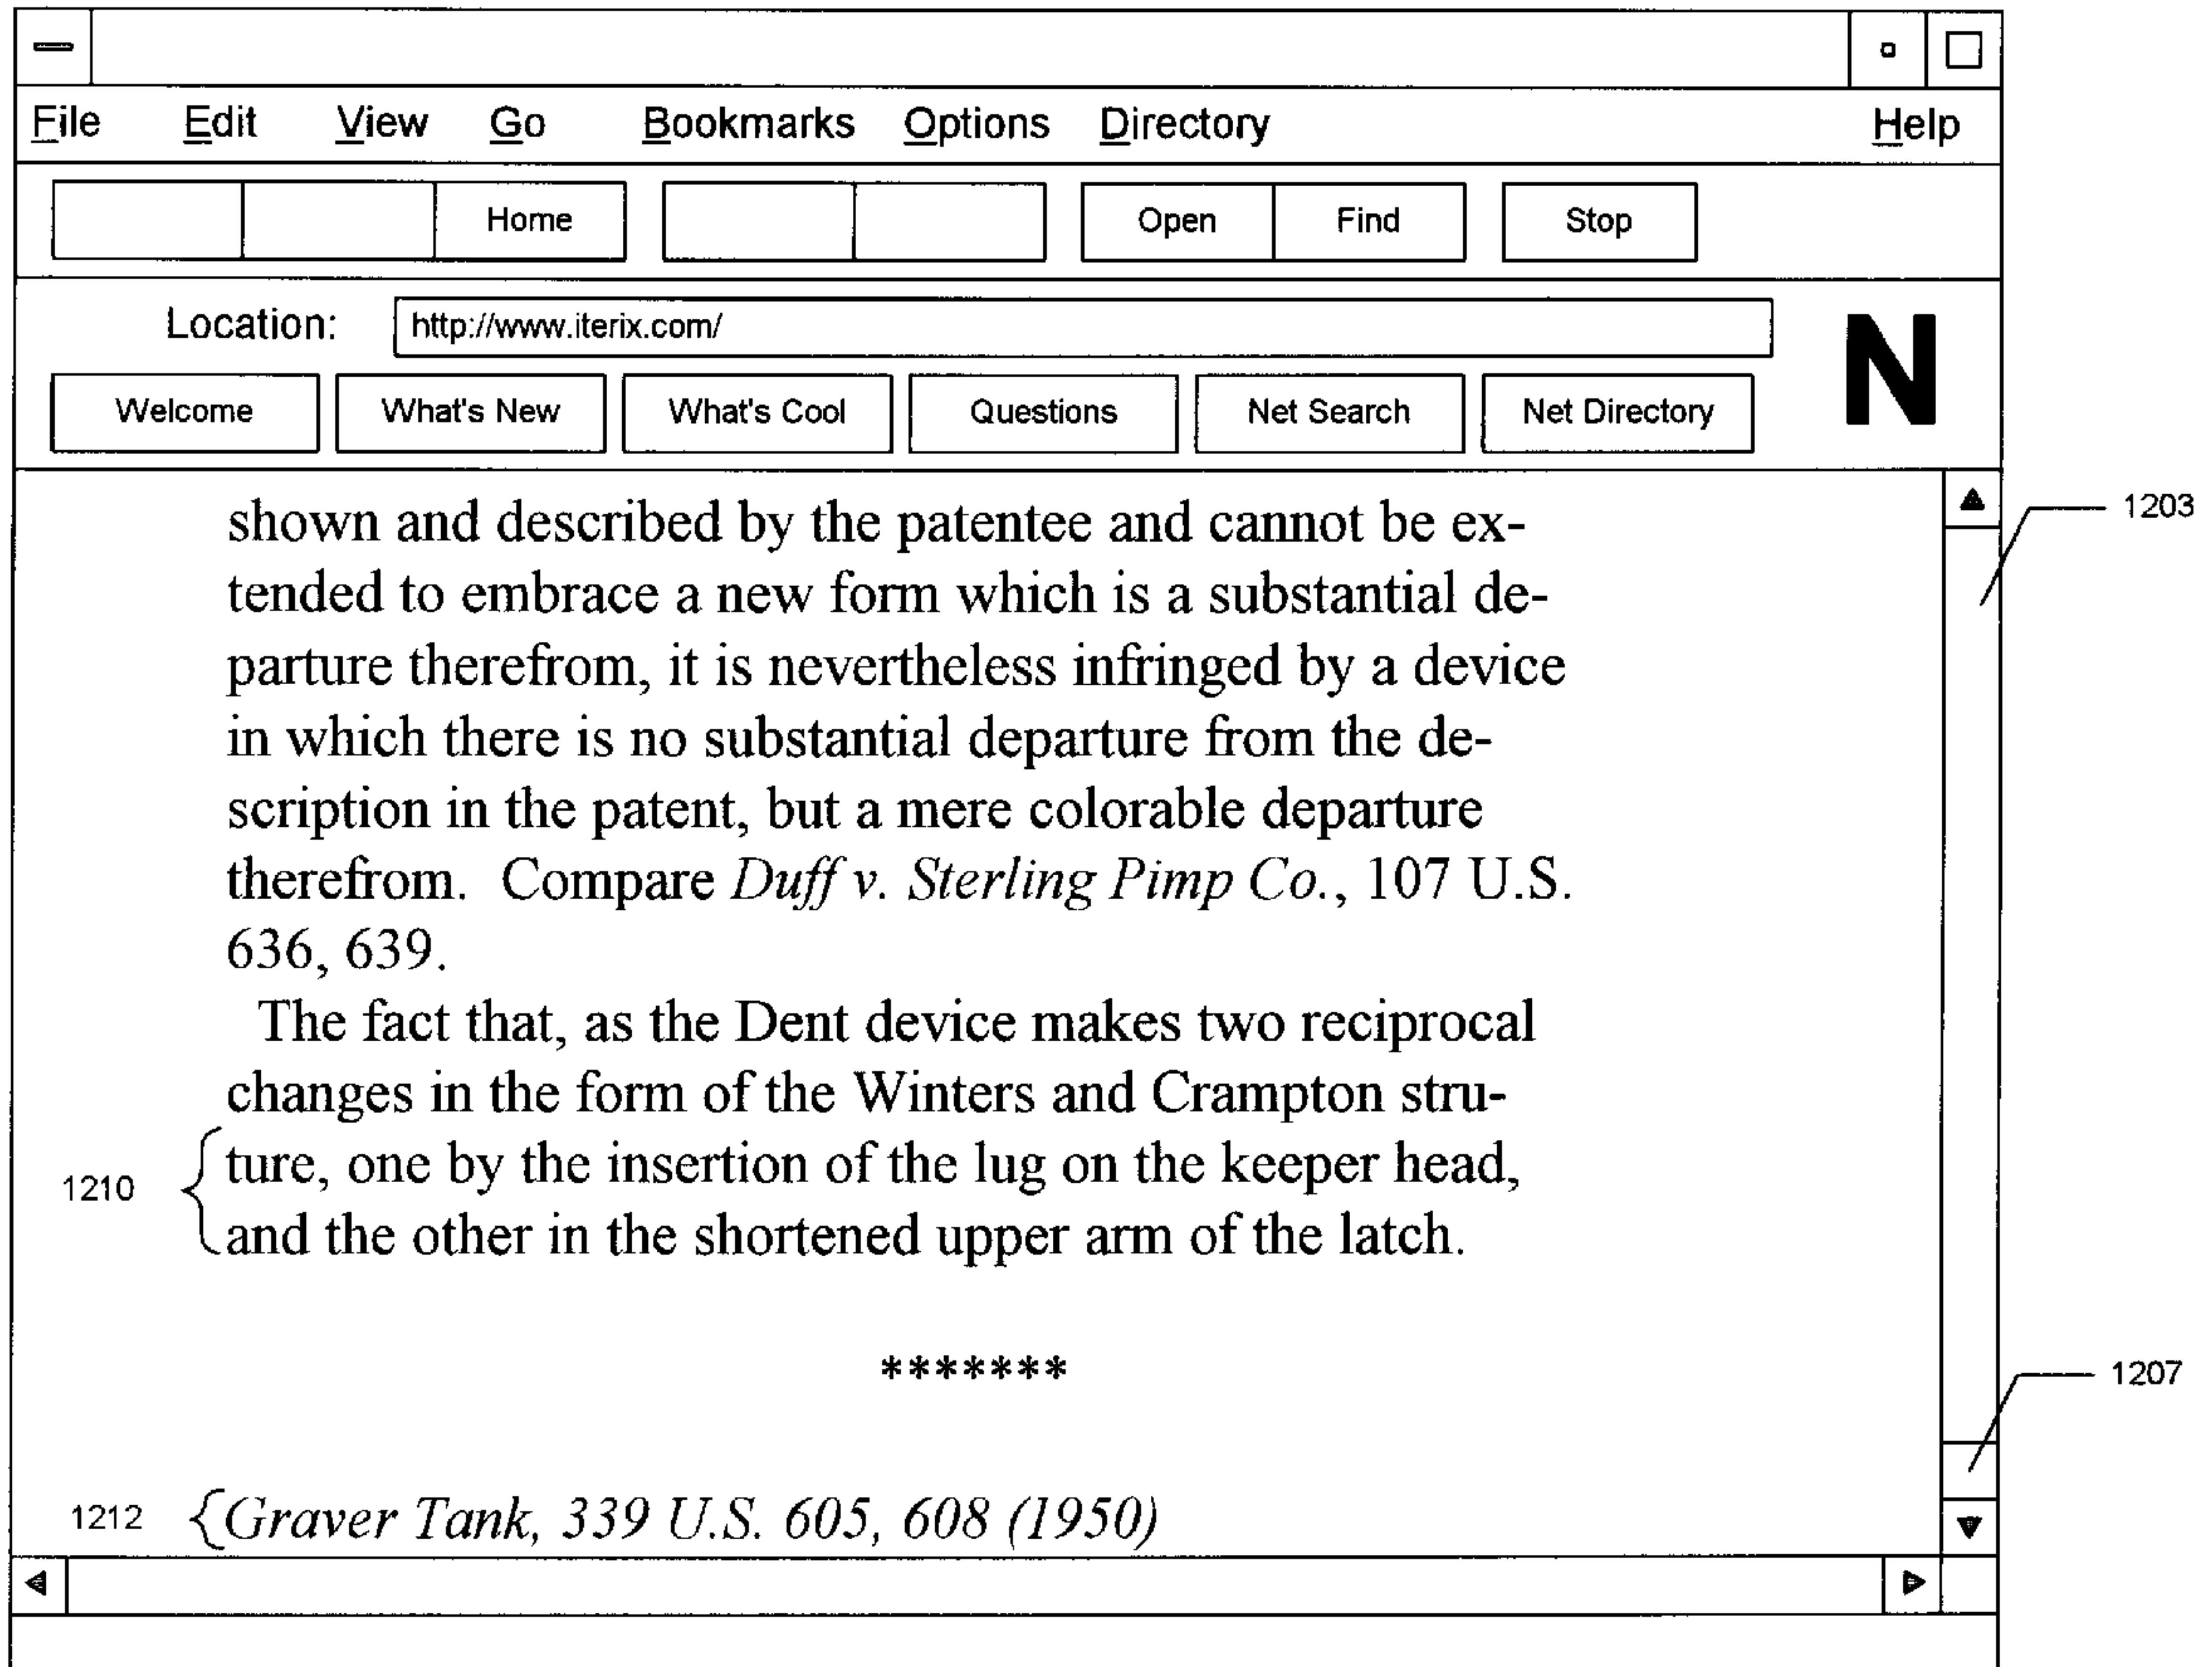 File Edit View Go Bookmarks Options Directory Help
Home Open Find Stop
Location: http://www.iterix.com/
N
Welcome What's New What's Cool Questions Net Search Net Directory
shown and described by the patentee and cannot be ex-
1203
tended to embrace a new form which is a substantial de-
parture therefrom, it is nevertheless infringed by a device
in which there is no substantial departure from the de-
scription in the patent, but a mere colorable departure
therefrom. Compare Duff v. Sterling Pimp Co., 107 U.S.
636, 639.
The fact that, as the Dent device makes two reciprocal
changes in the form of the Winters and Crampton stru-
ture, one by the insertion of the lug on the keeper head,
1210
and the other in the shortened upper arm of the latch.
*******
1207
1212 {Graver Tank, 339 U.S. 605, 608 (1950)